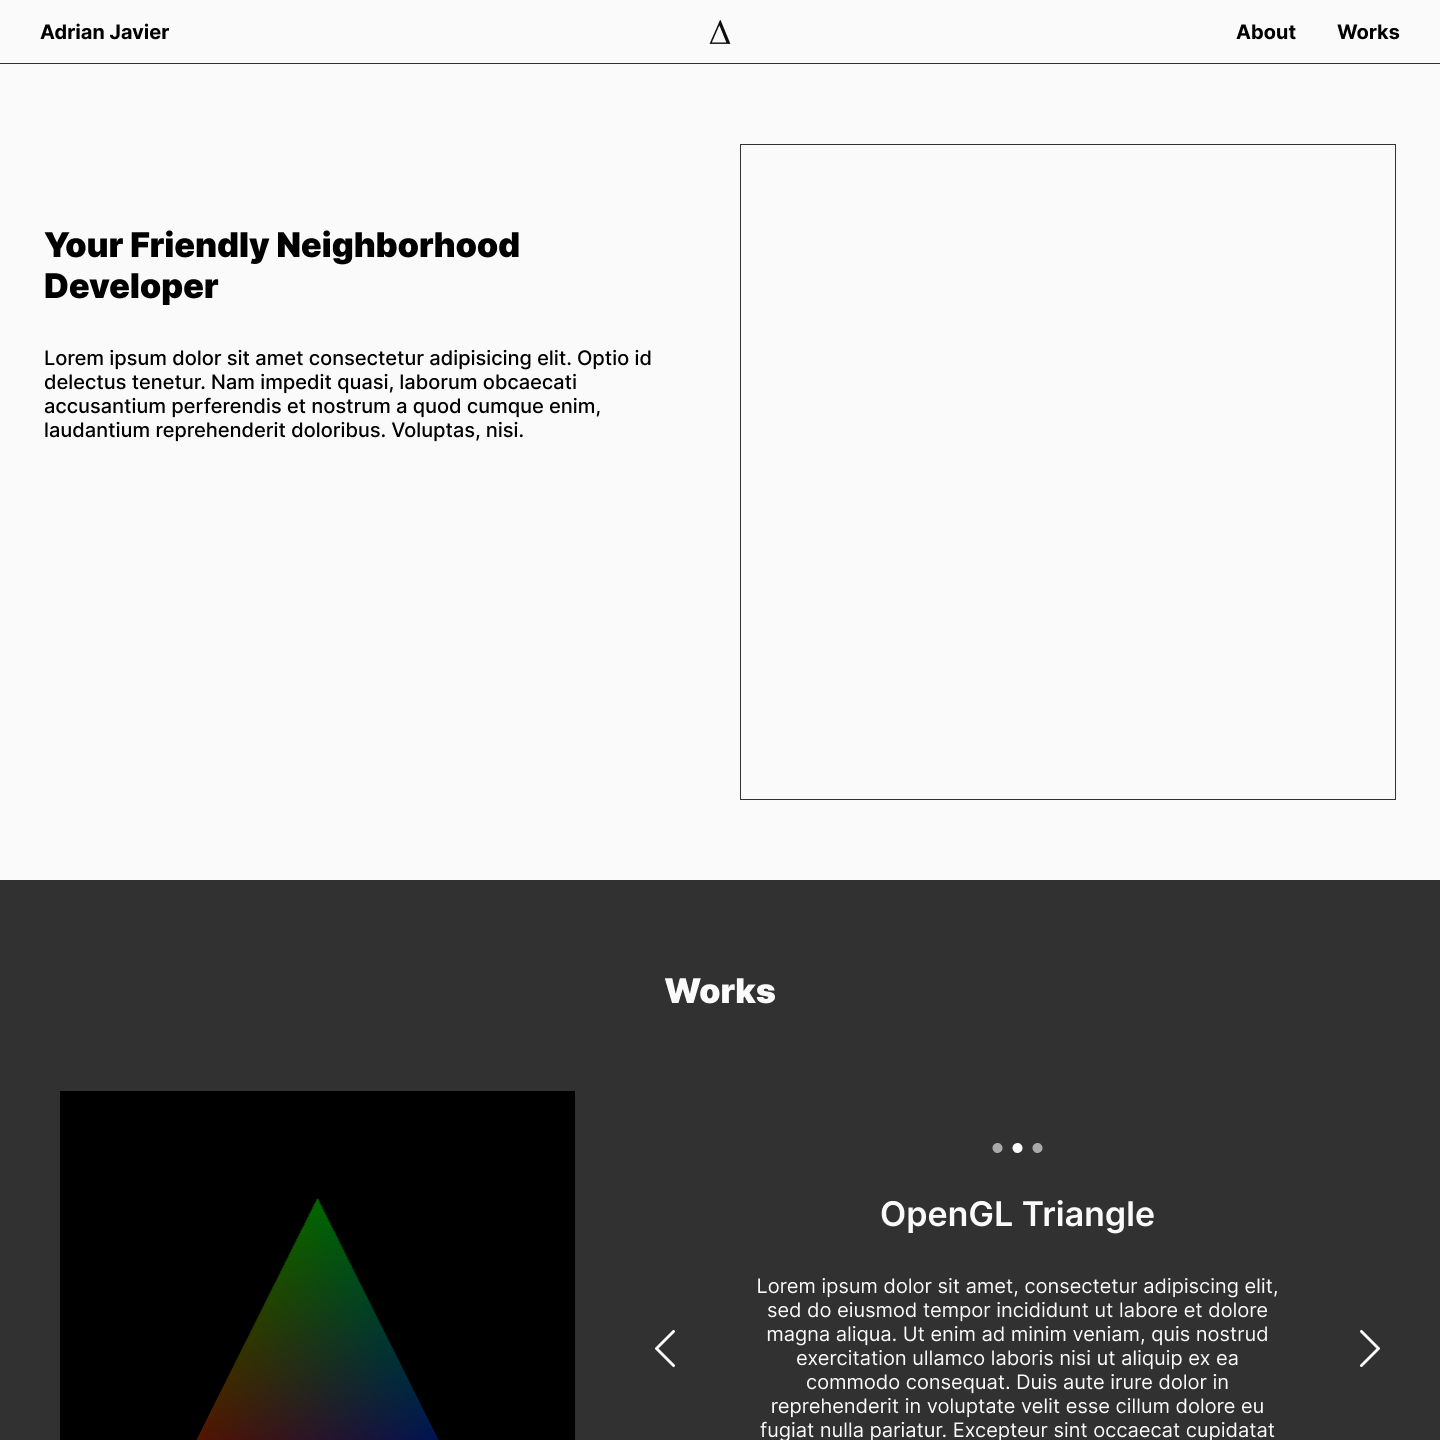 Adrian Javier
Δ
About
Works
Your Friendly Neighborhood
Developer
Lorem ipsum dolor sit amet consectetur adipisicing elit. Optio id
delectus tenetur. Nam impedit quasi, laborum obcaecati
accusantium perferendis et nostrum a quod cumque enim,
laudantium reprehenderit doloribus. Voluptas, nisi.
Works
OpenGL Triangle
Lorem ipsum dolor sit amet, consectetur adipiscing elit,
sed do eiusmod tempor incididunt ut labore et dolore
magna aliqua. Ut enim ad minim veniam, quis nostrud
exercitation ullamco laboris nisi ut aliquip ex ea
commodo consequat. Duis aute irure dolor in
reprehenderit in voluptate velit esse cillum dolore eu
fugiat nulla pariatur. Excepteur sint occaecat cupidatat